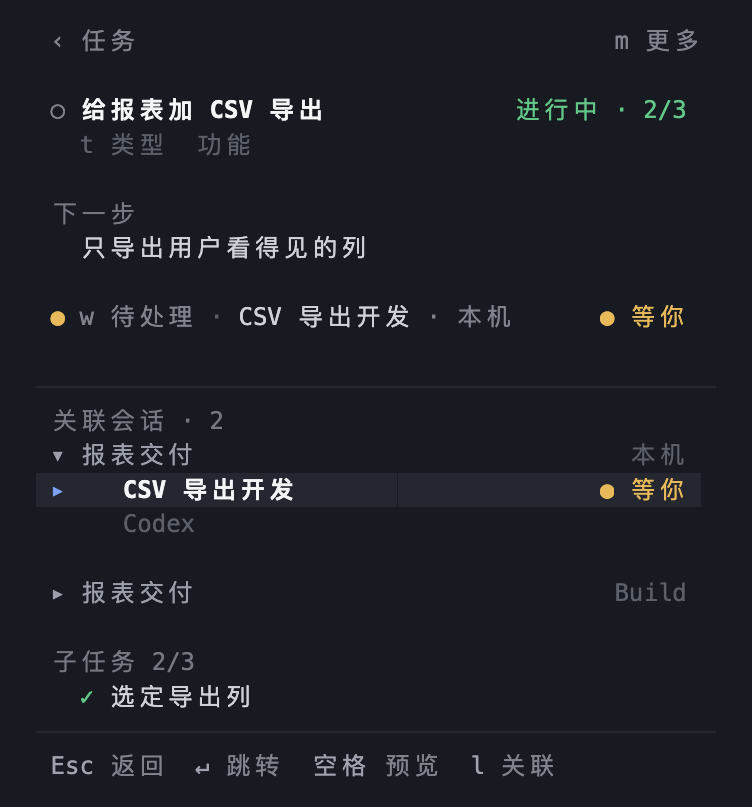 ‹ 任务 m 更多
○ 给报表加 CSV 导出 进行中 · 2/3
t 类型 功能
下一步
只导出用户看得见的列
● w 待处理 · CSV 导出开发 · 本机 ● 等你
关联会话 · 2
▾ 报表交付 本机
▸ CSV 导出开发 ● 等你
Codex
▸ 报表交付 Build
子任务 2/3
✓ 选定导出列
Esc 返回 ↵ 跳转 空格 预览 l 关联